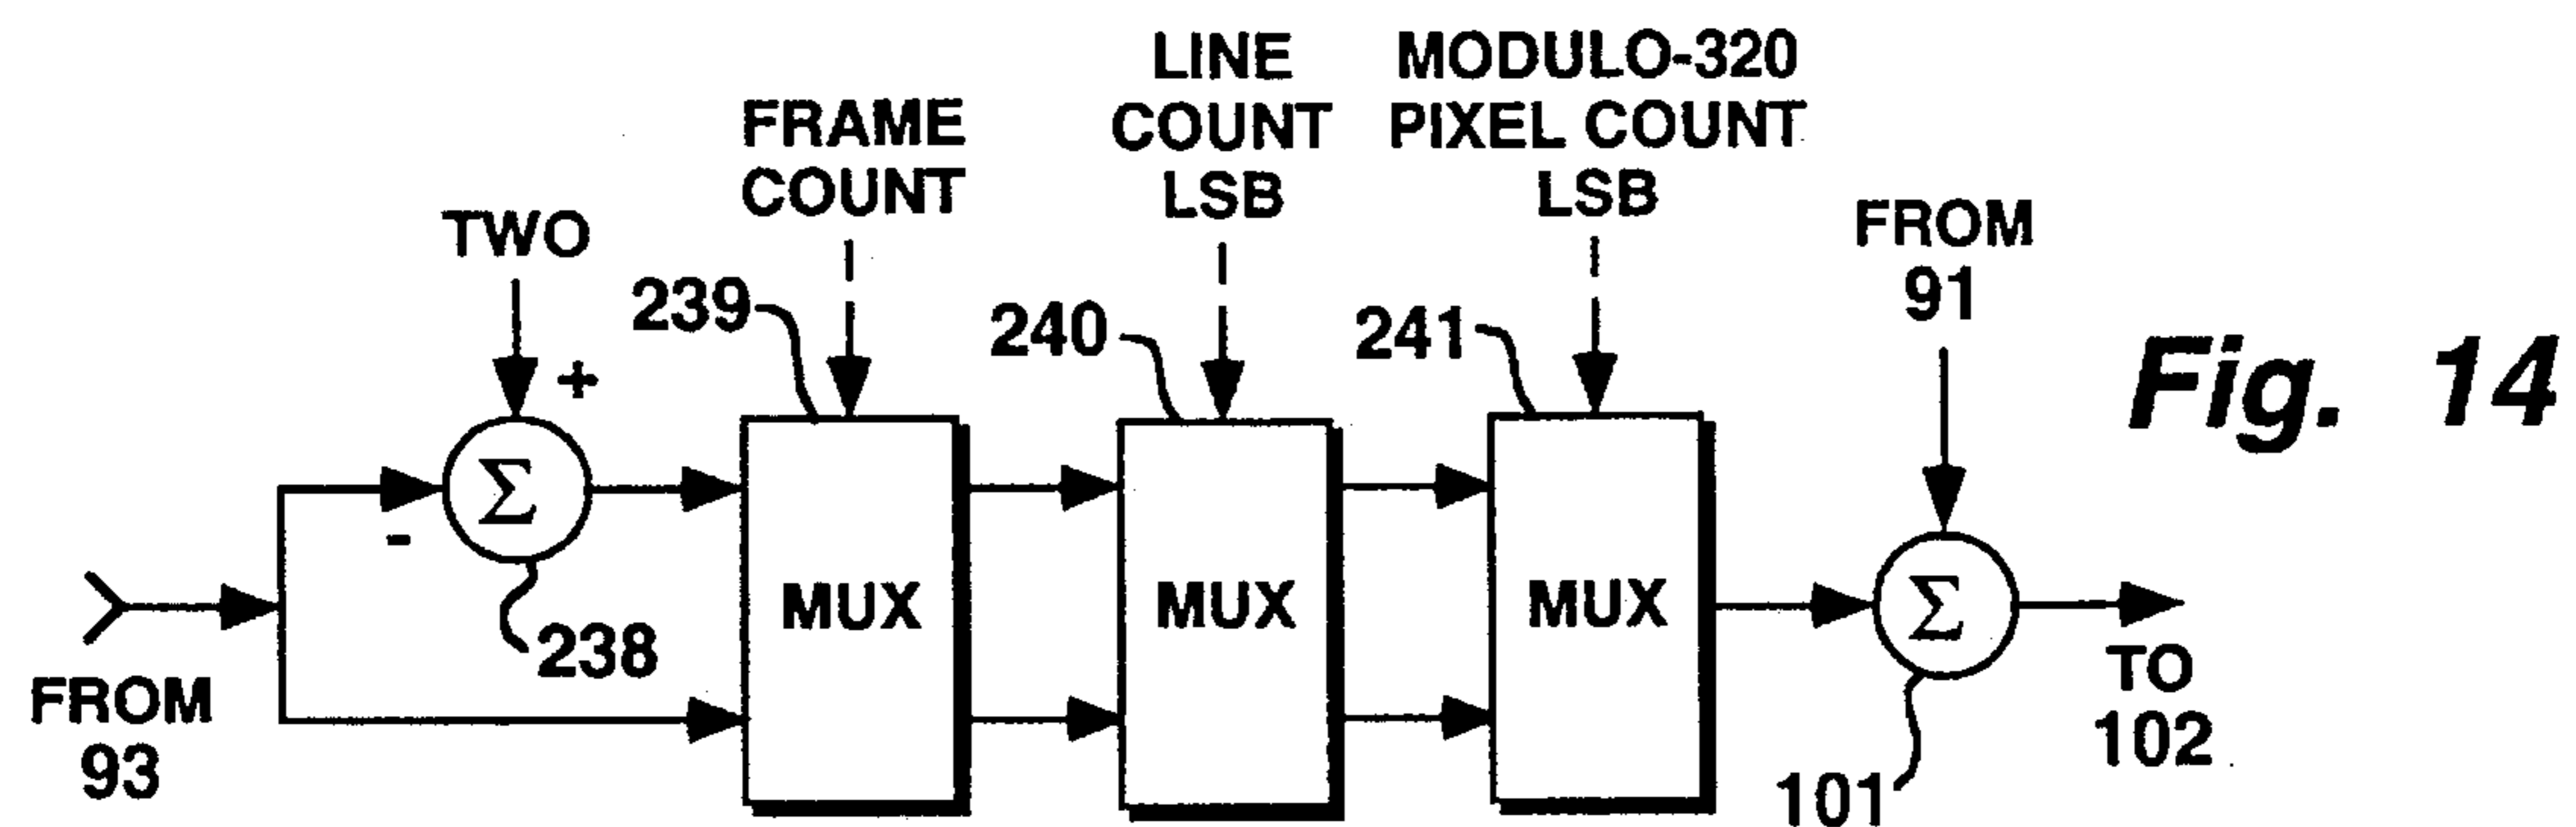 LINE
COUNT
LSB
MODULO-320
PIXEL COUNT
LSB
FRAME
COUNT
TWO
FROM
91
239
240
241
Fig. 14
+
Σ
-
MUX
MUX
MUX
Σ
238
FROM
93
TO
102
101